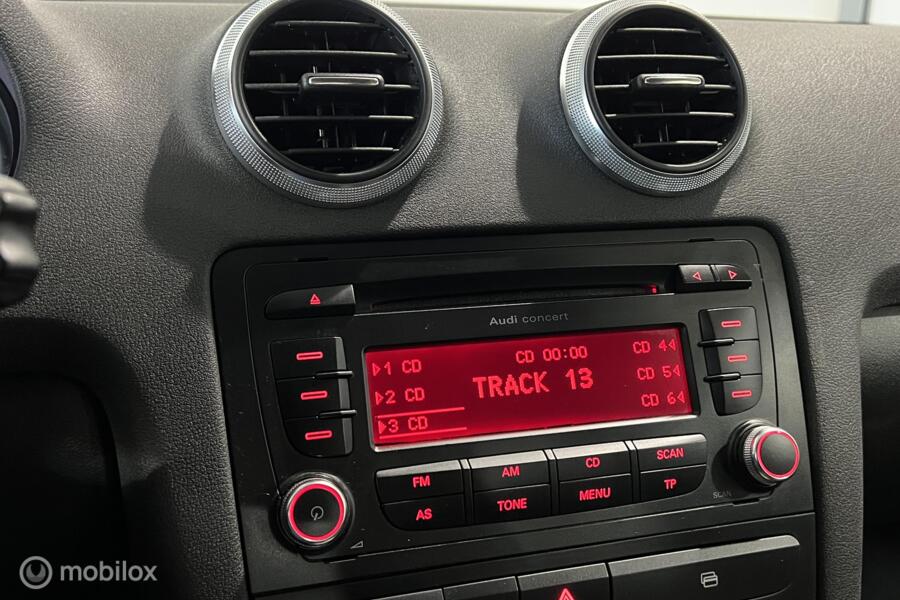 Audi concert
1 CD
CD 00:00
CD 4
2 CD
TRACK 13
CD 5
3 CD
CD 6
FM
AM
CD
SCAN
AS
TONE
MENU
TP
SCAN
mobilox